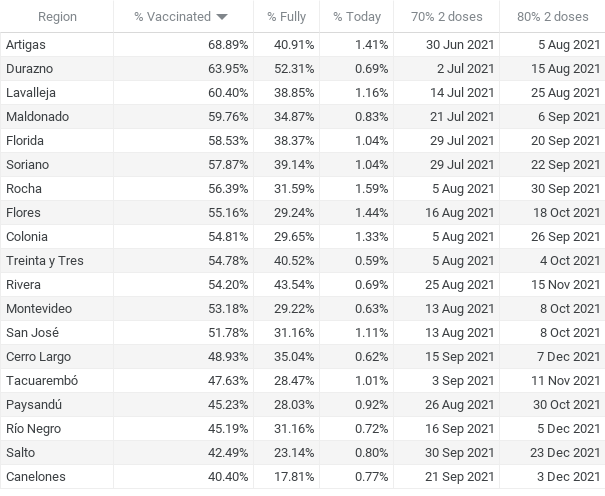 Region % Vaccinated % Fully % Today 70% 2 doses 80% 2 doses
Artigas 68.89% 40.91% 1.41% 30 Jun 2021 5 Aug 2021
Durazno 63.95% 52.31% 0.69% 2 Jul 2021 15 Aug 2021
Lavalleja 60.40% 38.85% 1.16% 14 Jul 2021 25 Aug 2021
Maldonado 59.76% 34.87% 0.83% 21 Jul 2021 6 Sep 2021
Florida 58.53% 38.37% 1.04% 29 Jul 2021 20 Sep 2021
Soriano 57.87% 39.14% 1.04% 29 Jul 2021 22 Sep 2021
Rocha 56.39% 31.59% 1.59% 5 Aug 2021 30 Sep 2021
Flores 55.16% 29.24% 1.44% 16 Aug 2021 18 Oct 2021
Colonia 54.81% 29.65% 1.33% 5 Aug 2021 26 Sep 2021
Treinta y Tres 54.78% 40.52% 0.59% 5 Aug 2021 4 Oct 2021
Rivera 54.20% 43.54% 0.69% 25 Aug 2021 15 Nov 2021
Montevideo 53.18% 29.22% 0.63% 13 Aug 2021 8 Oct 2021
San José 51.78% 31.16% 1.11% 13 Aug 2021 8 Oct 2021
Cerro Largo 48.93% 35.04% 0.62% 15 Sep 2021 7 Dec 2021
Tacuarembó 47.63% 28.47% 1.01% 3 Sep 2021 11 Nov 2021
Paysandú 45.23% 28.03% 0.92% 26 Aug 2021 30 Oct 2021
Río Negro 45.19% 31.16% 0.72% 16 Sep 2021 5 Dec 2021
Salto 42.49% 23.14% 0.80% 30 Sep 2021 23 Dec 2021
Canelones 40.40% 17.81% 0.77% 21 Sep 2021 3 Dec 2021